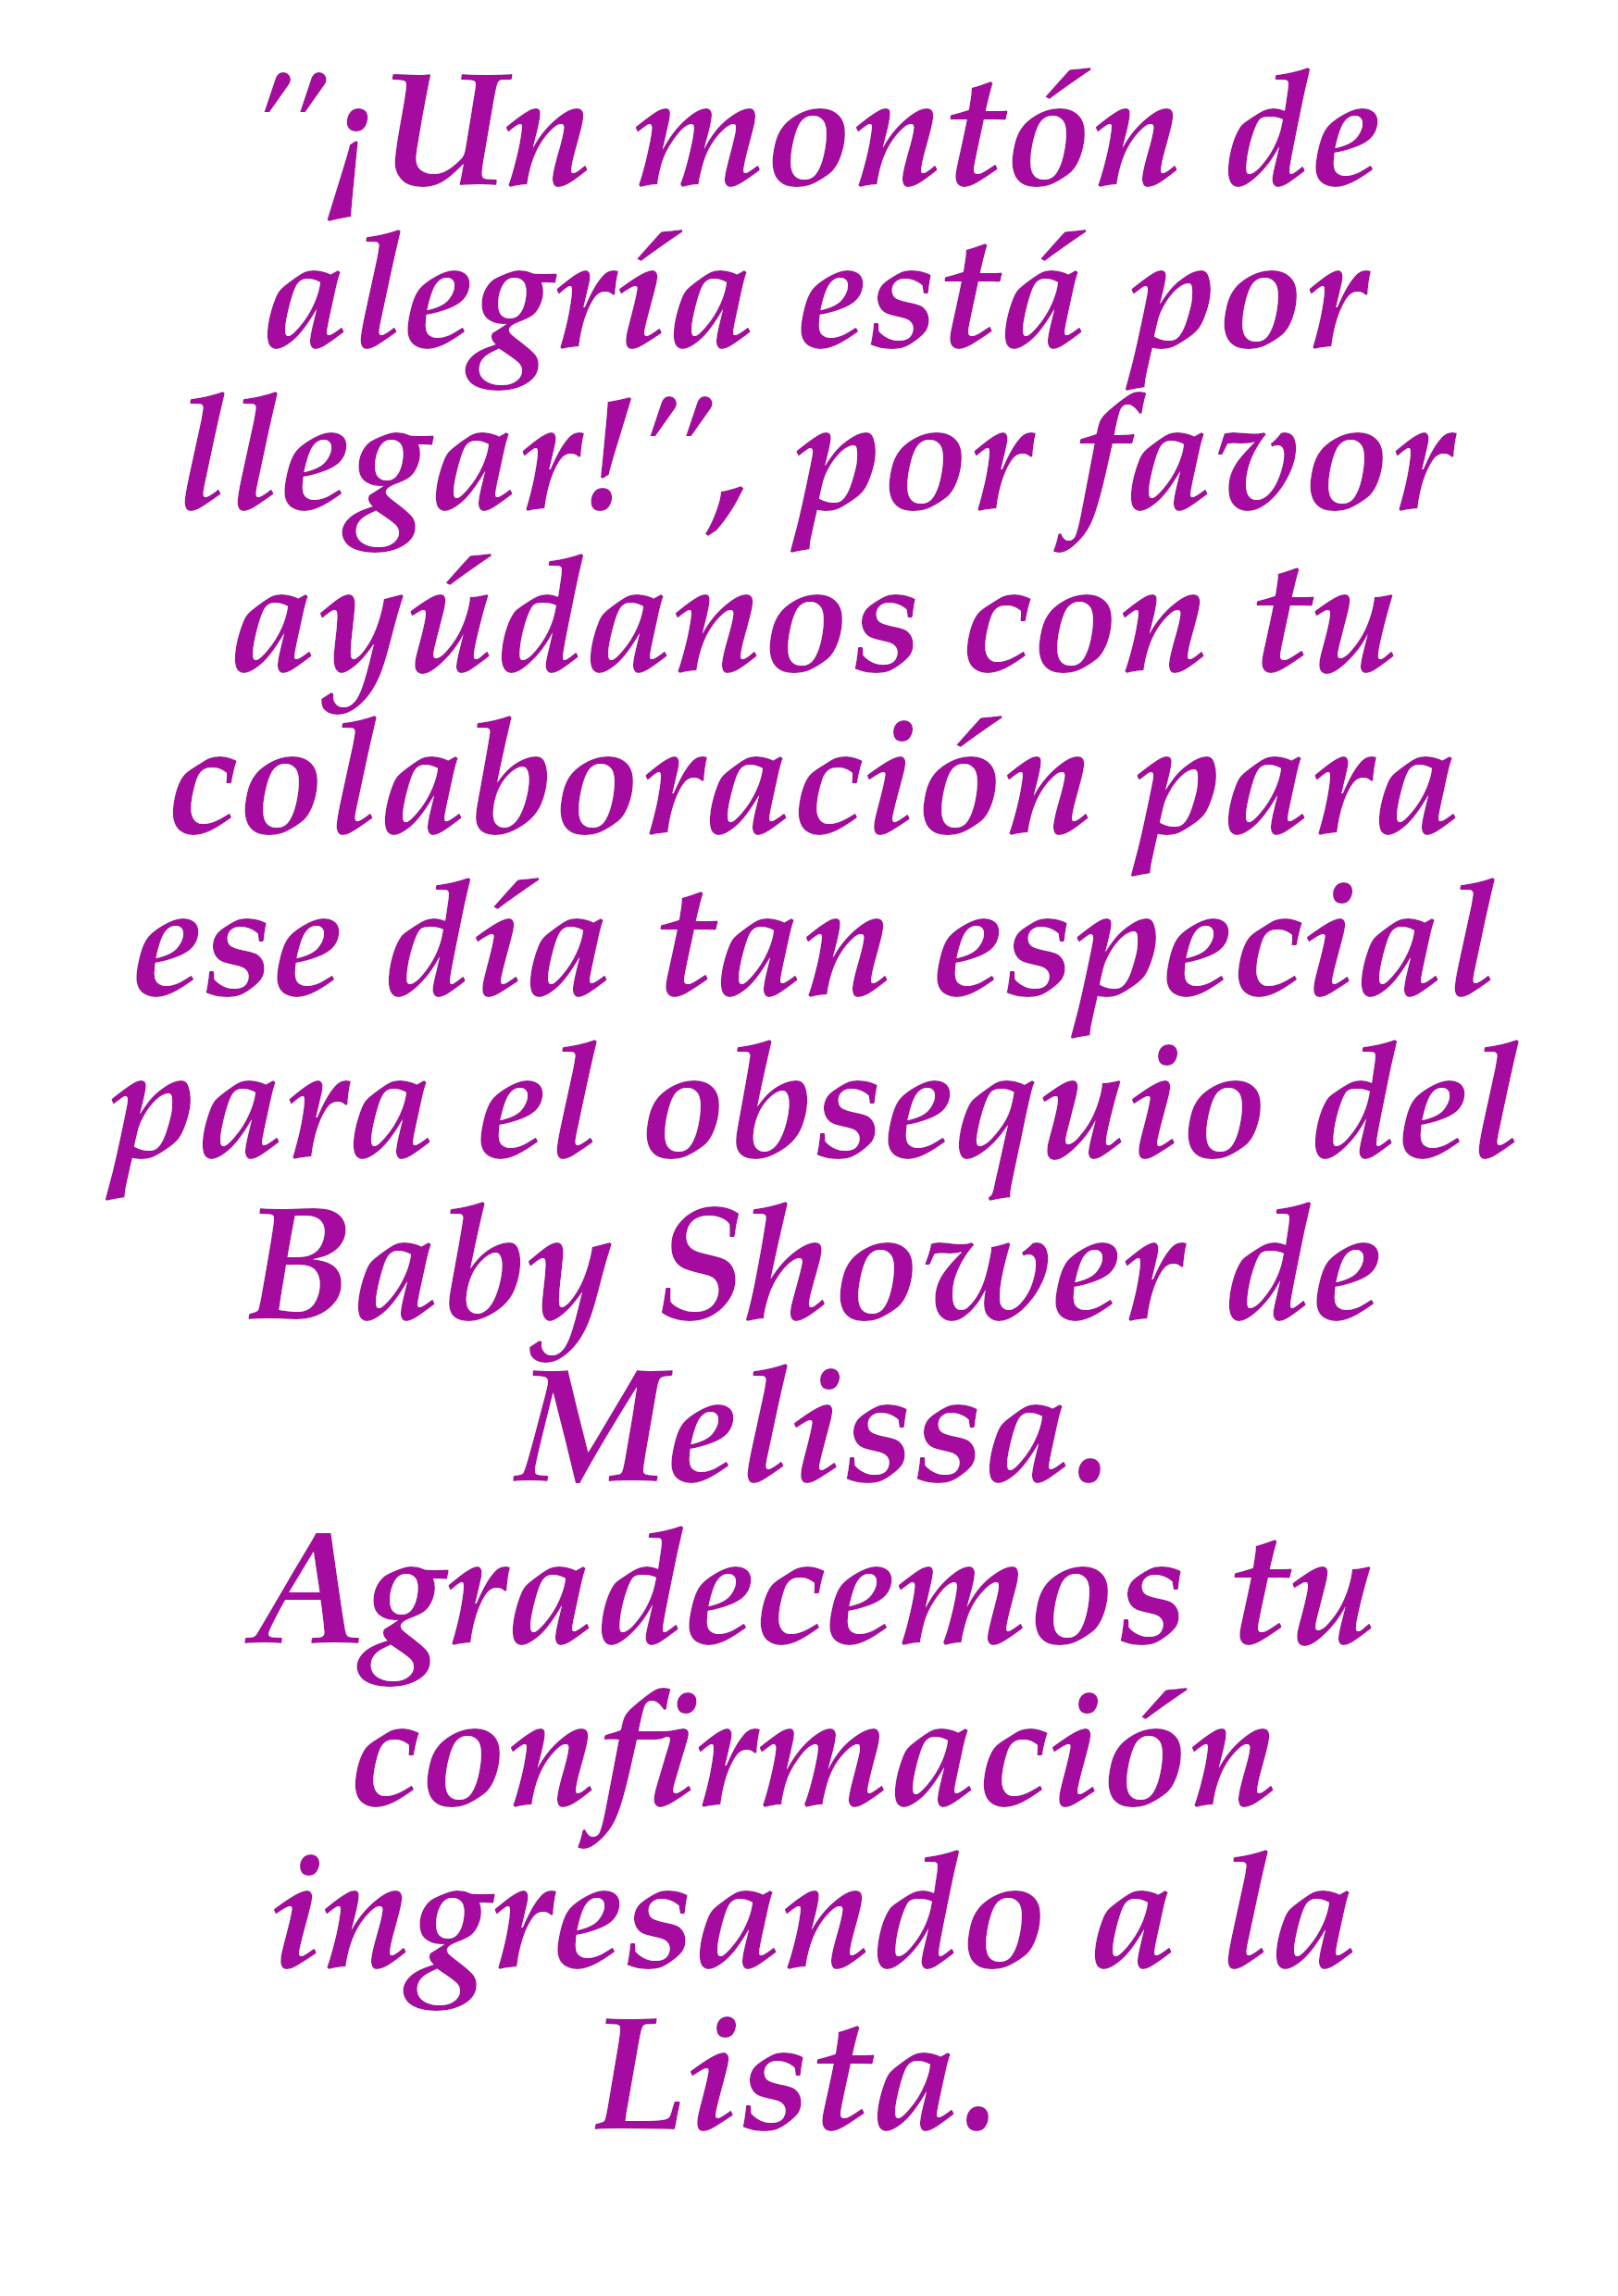 "¡Un montón de
alegría está por
llegar!", por favor
ayúdanos con tu
colaboración para
ese día tan especial
para el obsequio del
Baby Shower de
Melissa.
Agradecemos tu
confirmación
ingresando a la
Lista.